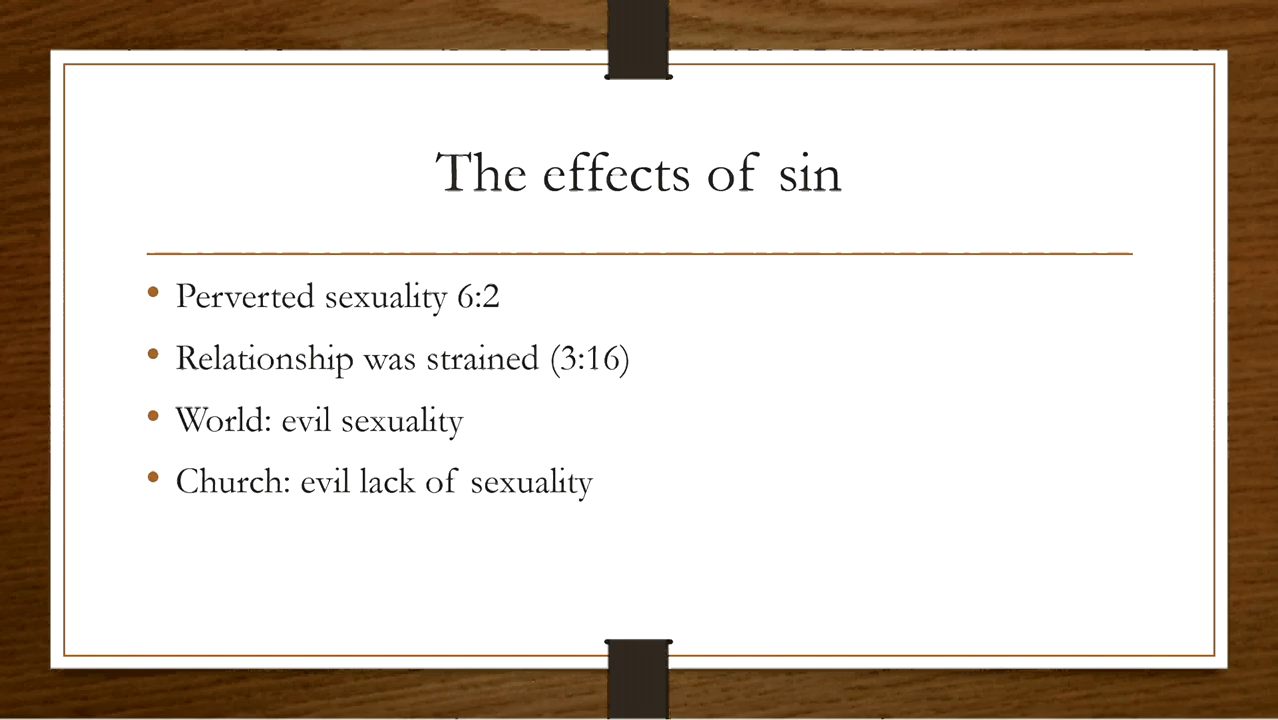 The effects of sin
• Perverted sexuality 6:2
• Relationship was strained (3:16)
• World: evil sexuality
• Church: evil lack of sexuality